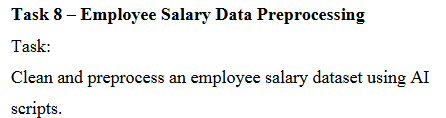 Task 8 – Employee Salary Data Preprocessing
Task:
Clean and preprocess an employee salary dataset using AI
scripts.